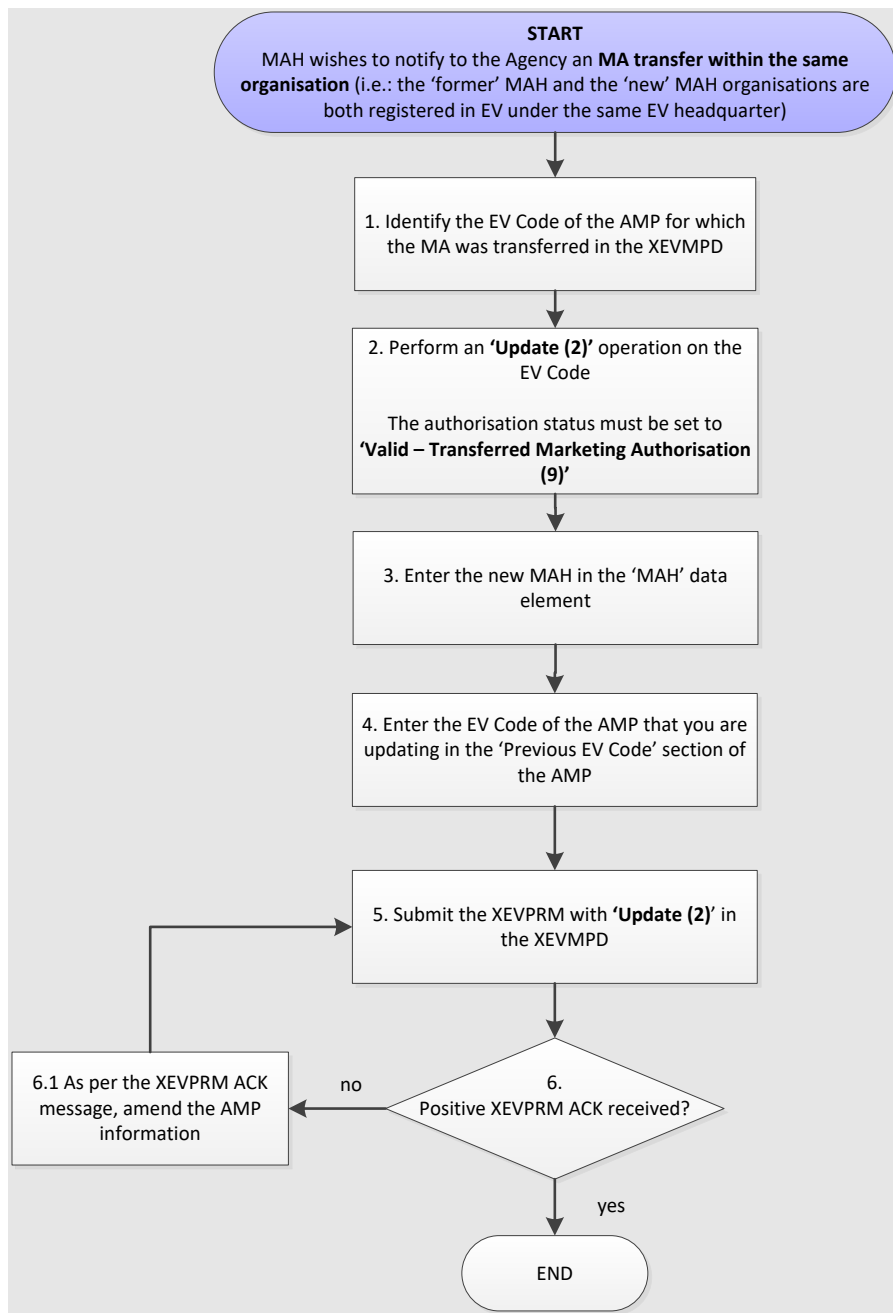 START
MAH wishes to notify to the Agency an MA transfer within the same
organisation (i.e.: the ‘former’ MAH and the ‘new’ MAH organisations are
both registered in EV under the same EV headquarter)
1. Identify the EV Code of the AMP for which
the MA was transferred in the XEVMPD
2. Perform an ‘Update (2)’ operation on the
EV Code
The authorisation status must be set to
‘Valid – Transferred Marketing Authorisation
(9)’
3. Enter the new MAH in the ‘MAH’ data
element
4. Enter the EV Code of the AMP that you are
updating in the ‘Previous EV Code’ section of
the AMP
5. Submit the XEVPRM with ‘Update (2)’ in
the XEVMPD
6.
Positive XEVPRM ACK received?
no
6.1 As per the XEVPRM ACK
message, amend the AMP
information
yes
END